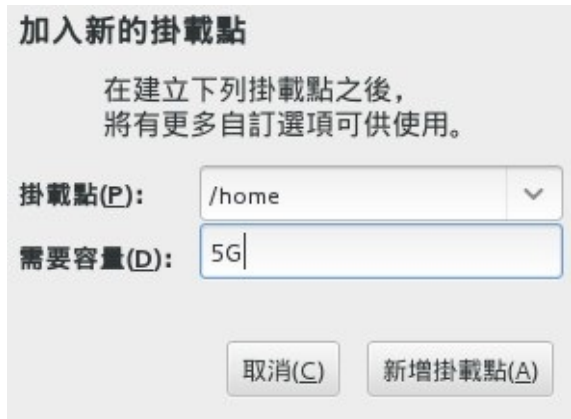 加入新的掛載點
在建立下列掛載點之後，
將有更多自訂選項可供使用。
掛載點(P): /home
需要容量(D): 5G
取消(C) 新增掛載點(A)